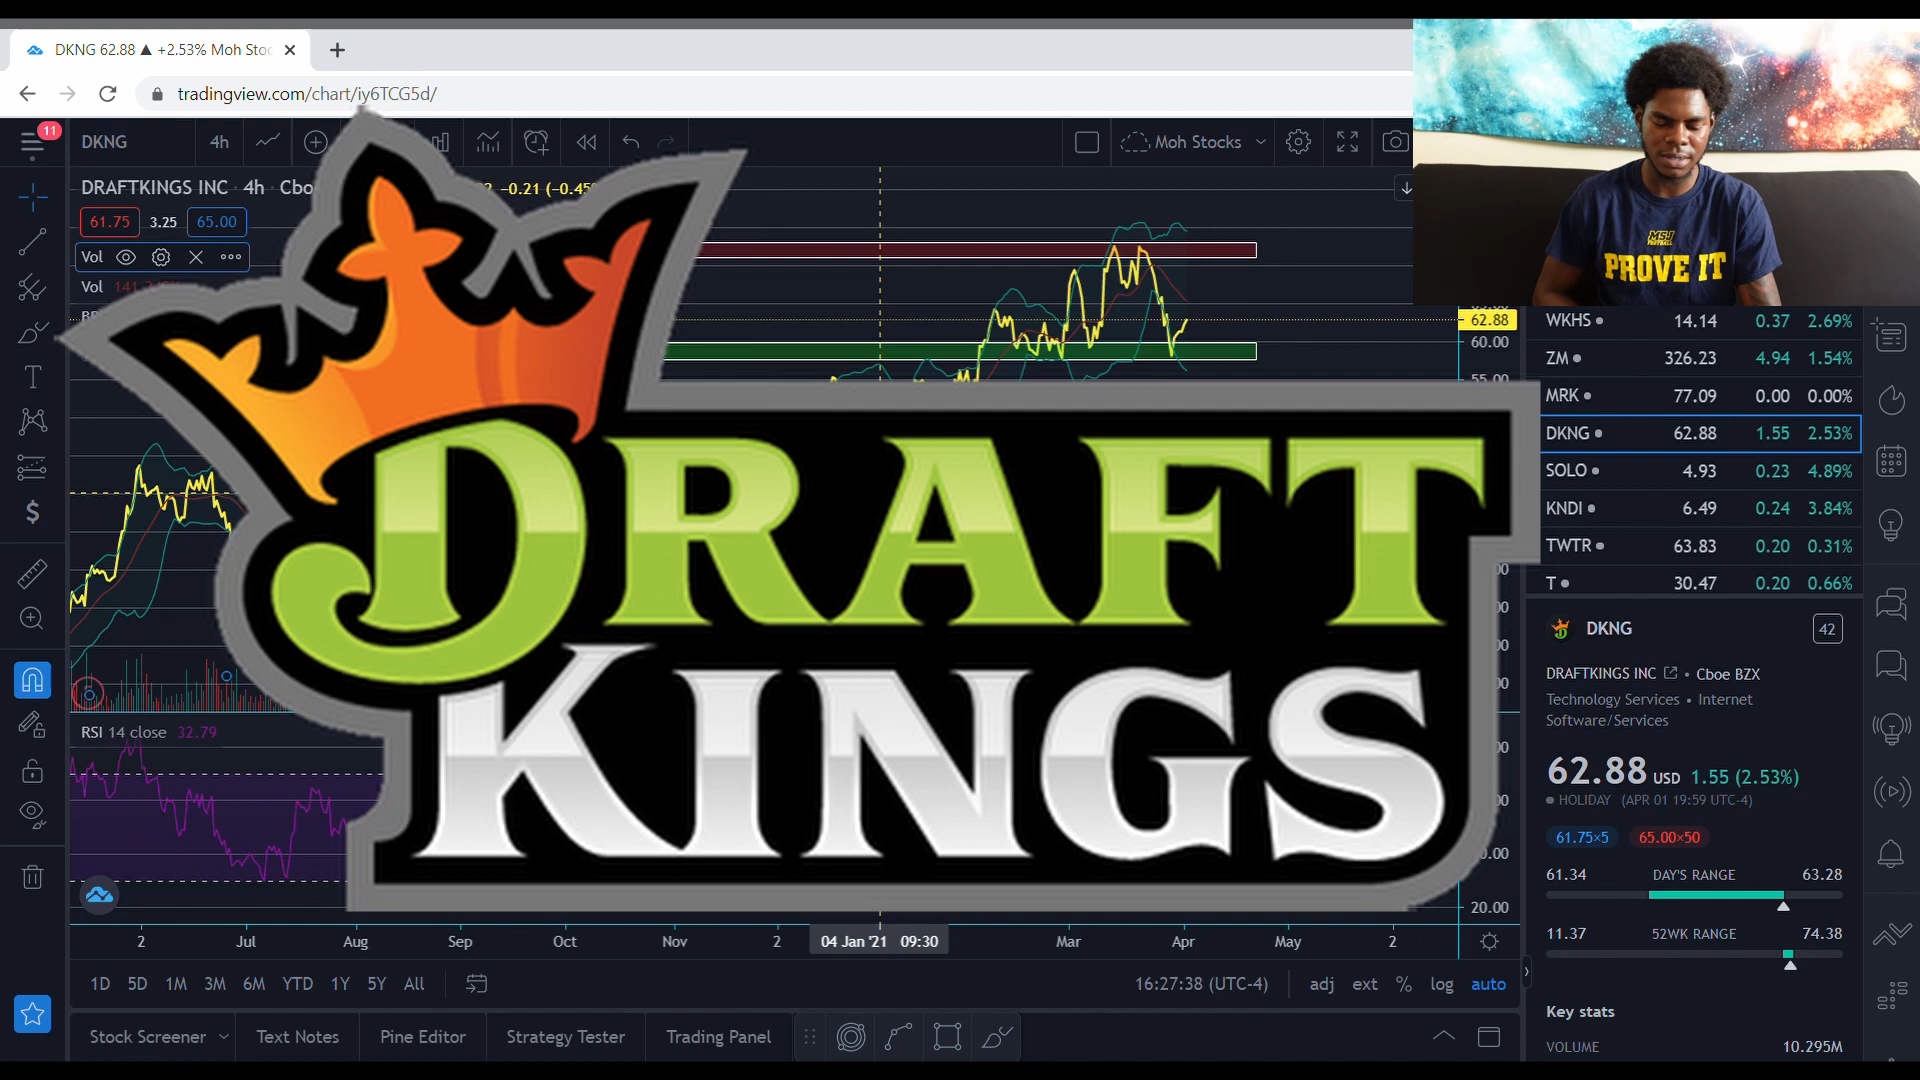 DKNG 62.88 ▲ +2.53% Moh Stoc
tradingview.com/chart/iy6TCG5d/
11
DKNG
4h
Moh Stocks
DRAFTKINGS INC · 4h · Cbo
−0.21
61.75
3.25
65.00
Vol
Vol
DRAFT
KINGS
62.88
60.00
55.00
20.00
RSI 14 close 32.79
2
Jul
Aug
Sep
Oct
Nov
2
04 Jan '21 09:30
Mar
Apr
May
2
1D 5D 1M 3M 6M YTD 1Y 5Y All
16:27:38 (UTC-4)
adj ext % log auto
Stock Screener
Text Notes
Pine Editor
Strategy Tester
Trading Panel
MSJ
PROVE IT
WKHS 14.14 0.37 2.69%
ZM 326.23 4.94 1.54%
MRK 77.09 0.00 0.00%
DKNG 62.88 1.55 2.53%
SOLO 4.93 0.23 4.89%
KNDI 6.49 0.24 3.84%
TWTR 63.83 0.20 0.31%
T 30.47 0.20 0.66%
DKNG
42
DRAFTKINGS INC • Cboe BZX
Technology Services • Internet
Software/Services
62.88 USD 1.55 (2.53%)
HOLIDAY (APR 01 19:59 UTC-4)
61.75×5 65.00×50
61.34 DAY'S RANGE 63.28
11.37 52WK RANGE 74.38
Key stats
VOLUME 10.295M